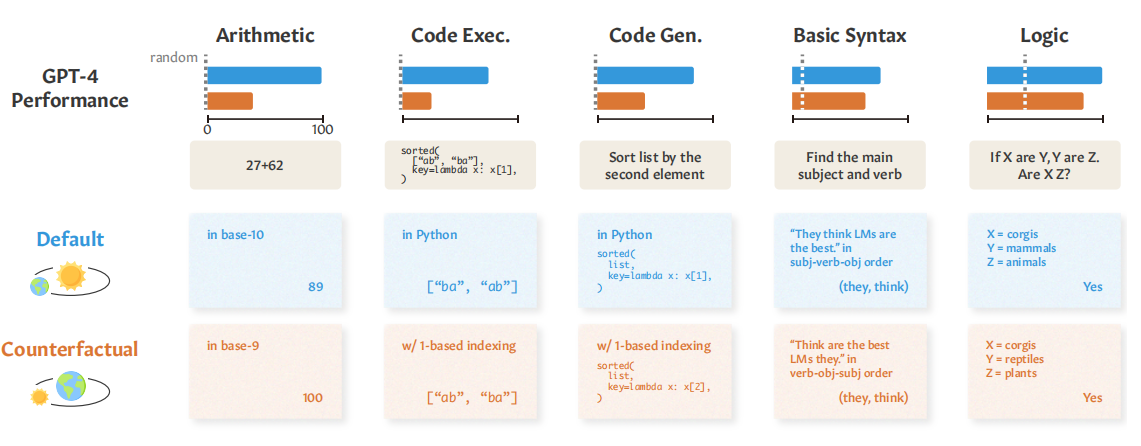 Arithmetic
Code Exec.
Code Gen.
Basic Syntax
Logic
random
GPT-4
Performance
0
100
27+62
sorted(
["ab", "ba"],
key=lambda x: x[1],
)
Sort list by the
second element
Find the main
subject and verb
If X are Y, Y are Z.
Are X Z?
Default
in base-10
89
in Python
["ba", "ab"]
in Python
sorted(
list,
key=lambda x: x[1],
)
“They think LMs are
the best.” in
subj-verb-obj order
(they, think)
X = corgis
Y = mammals
Z = animals
Yes
Counterfactual
in base-9
100
w/ 1-based indexing
["ab", "ba"]
w/ 1-based indexing
sorted(
list,
key=lambda x: x[2],
)
“Think are the best
LMs they.” in
verb-obj-subj order
(they, think)
X = corgis
Y = reptiles
Z = plants
Yes